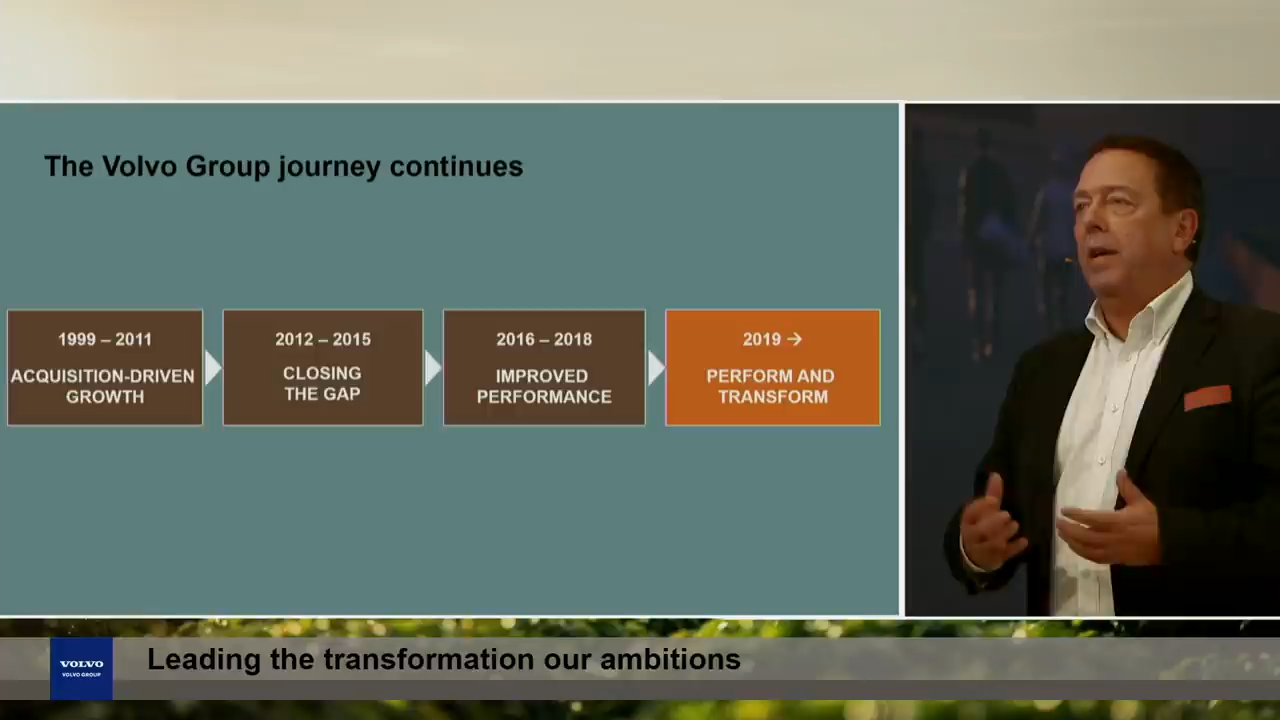 The Volvo Group journey continues
1999 – 2011
ACQUISITION-DRIVEN
GROWTH
2012 – 2015
CLOSING
THE GAP
2016 – 2018
IMPROVED
PERFORMANCE
2019 →
PERFORM AND
TRANSFORM
VOLVO
VOLVO GROUP
Leading the transformation our ambitions